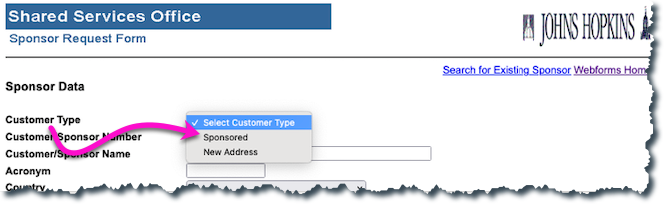 Shared Services Office
Sponsor Request Form
JOHNS HOPKINS
Search for Existing Sponsor Webforms Hom
Sponsor Data
Customer Type
✓ Select Customer Type
Customer/Sponsor Number
Sponsored
New Address
Customer/Sponsor Name
Acronym
Country